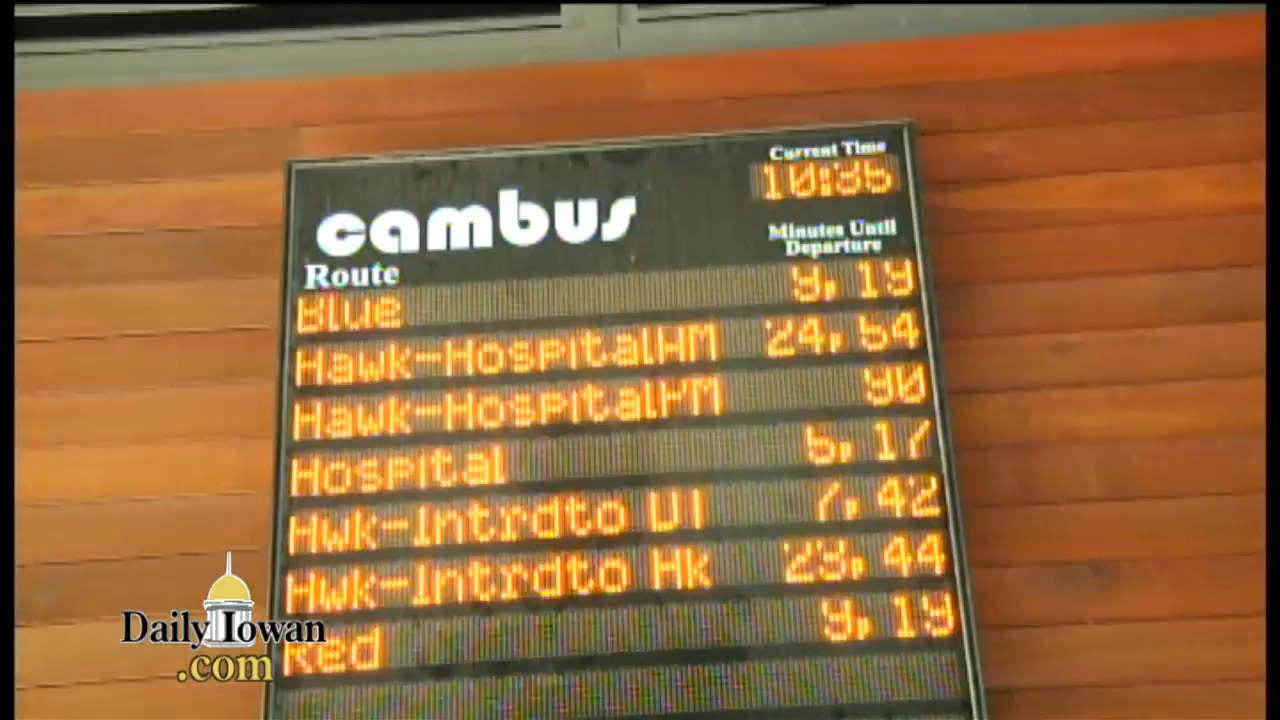 Current Time
10:35
cambus
Minutes Until
Departure
Route
Blue 9, 19
Hawk-HospitalAM 24, 54
Hawk-HospitalPM 90
Hospital 5, 17
Hwk-Intrdto UI 7, 42
Hwk-Intrdto Hk 23, 44
Red 9, 19
Daily Iowan
.com